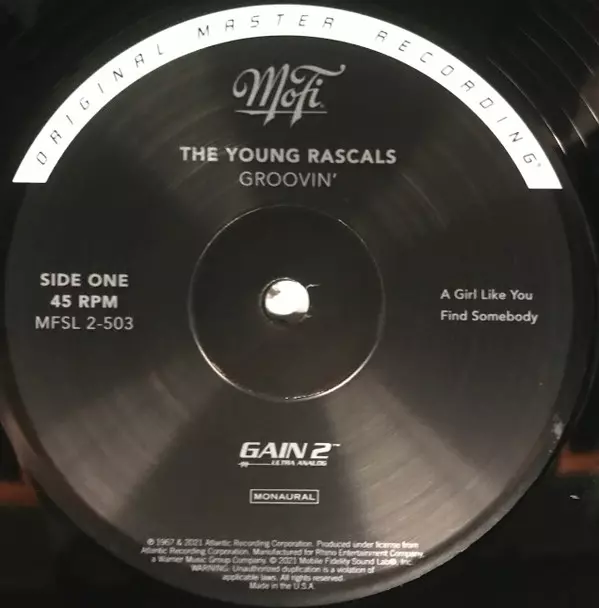 ORIGINAL MASTER RECORDING®
MoFi
THE YOUNG RASCALS
GROOVIN'
SIDE ONE
45 RPM
MFSL 2-503
A Girl Like You
Find Somebody
GAIN 2™
ULTRA ANALOG
MONAURAL
℗ 1967 & 2021 Atlantic Recording Corporation. Produced under license from
Atlantic Recording Corporation. Manufactured for Rhino Entertainment Company,
a Warner Music Group Company. © 2021 Mobile Fidelity Sound Lab®, Inc.
WARNING: Unauthorized duplication is a violation of
applicable laws. All rights reserved.
Made in the U.S.A.